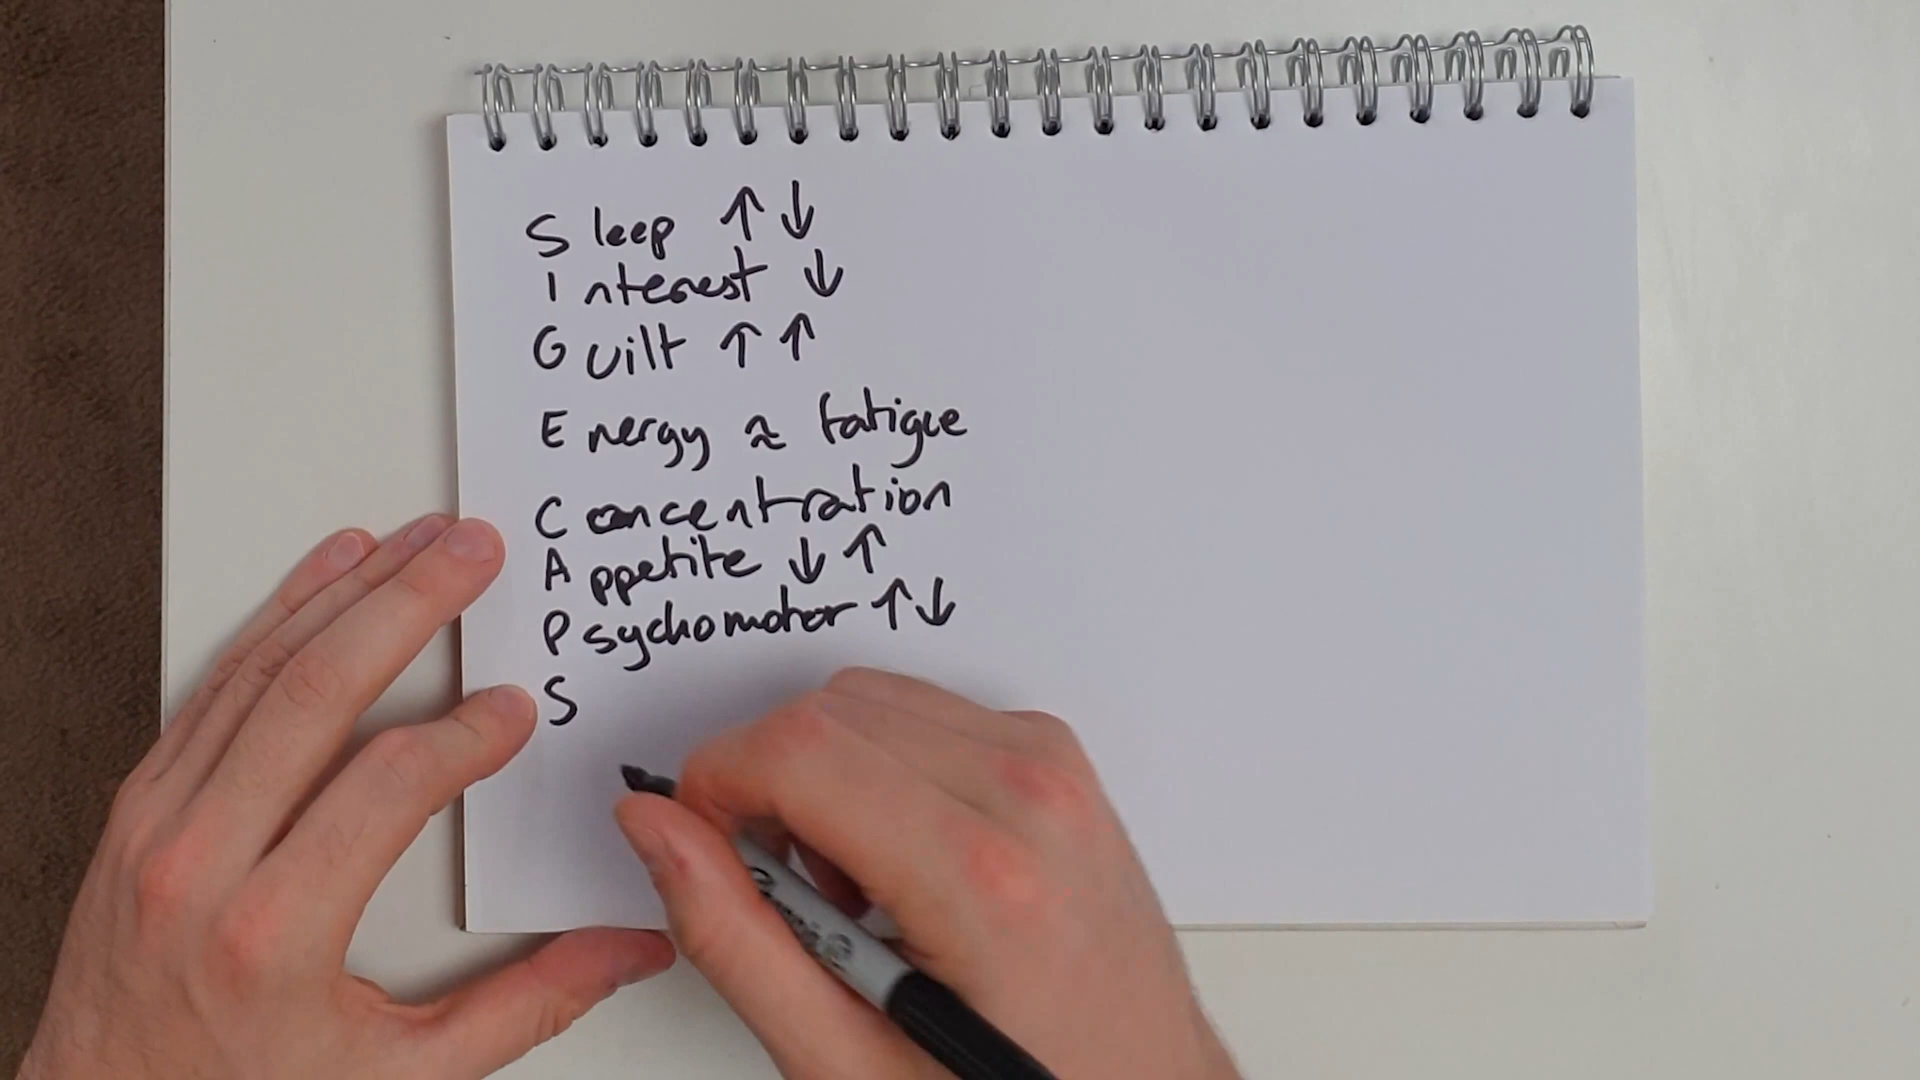 Sleep ↑ ↓
Interest ↓
Guilt ↑ ↑
Energy ≈ fatigue
Concentration
Appetite ↓ ↑
Psychomotor ↑ ↓
S